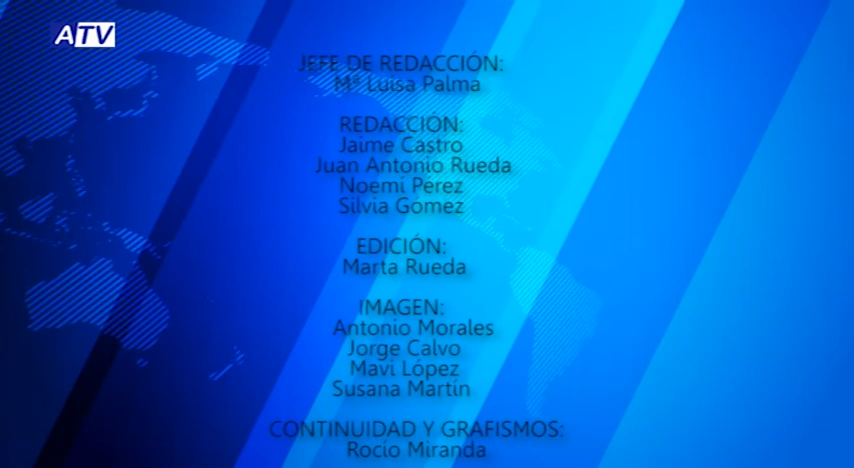 ATV
JEFE DE REDACCIÓN:
Mª Luisa Palma
REDACCIÓN:
Jaime Castro
Juan Antonio Rueda
Noemí Pérez
Silvia Gómez
EDICIÓN:
Marta Rueda
IMAGEN:
Antonio Morales
Jorge Calvo
Mavi López
Susana Martín
CONTINUIDAD Y GRAFISMOS:
Rocío Miranda